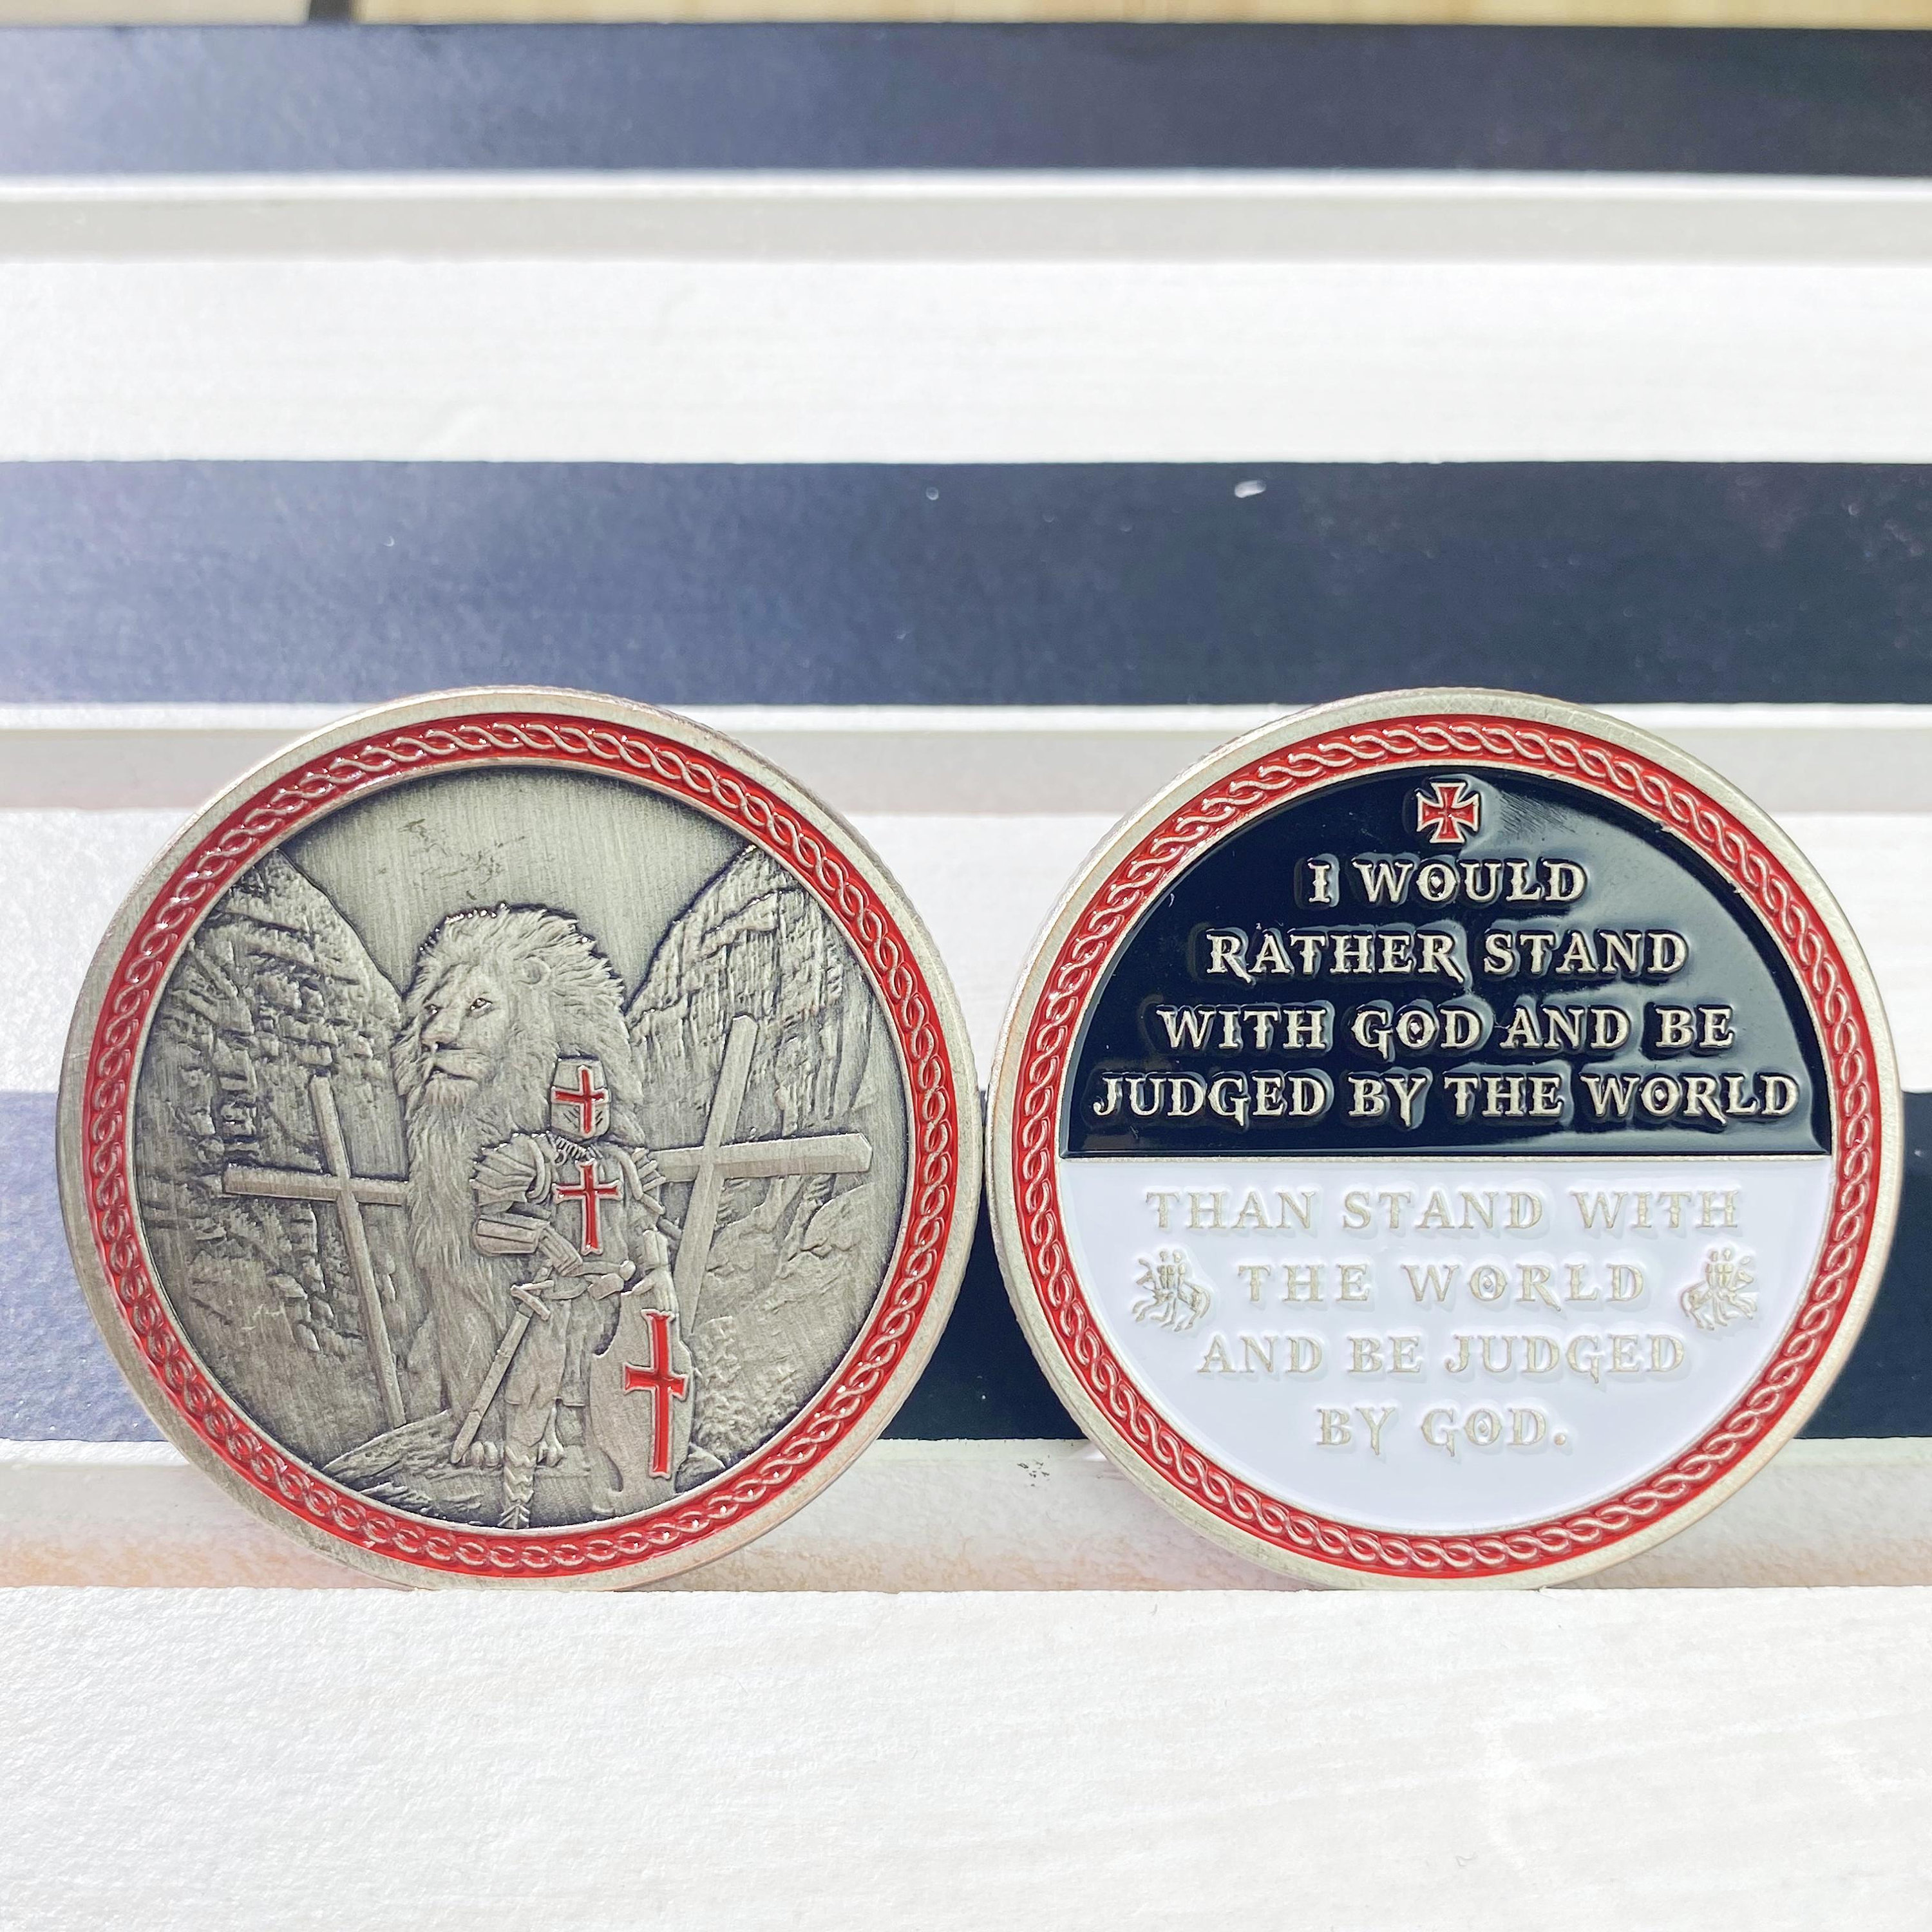 I WOULD
RATHER STAND
WITH GOD AND BE
JUDGED BY THE WORLD
THAN STAND WITH
THE WORLD
AND BE JUDGED
BY GOD.